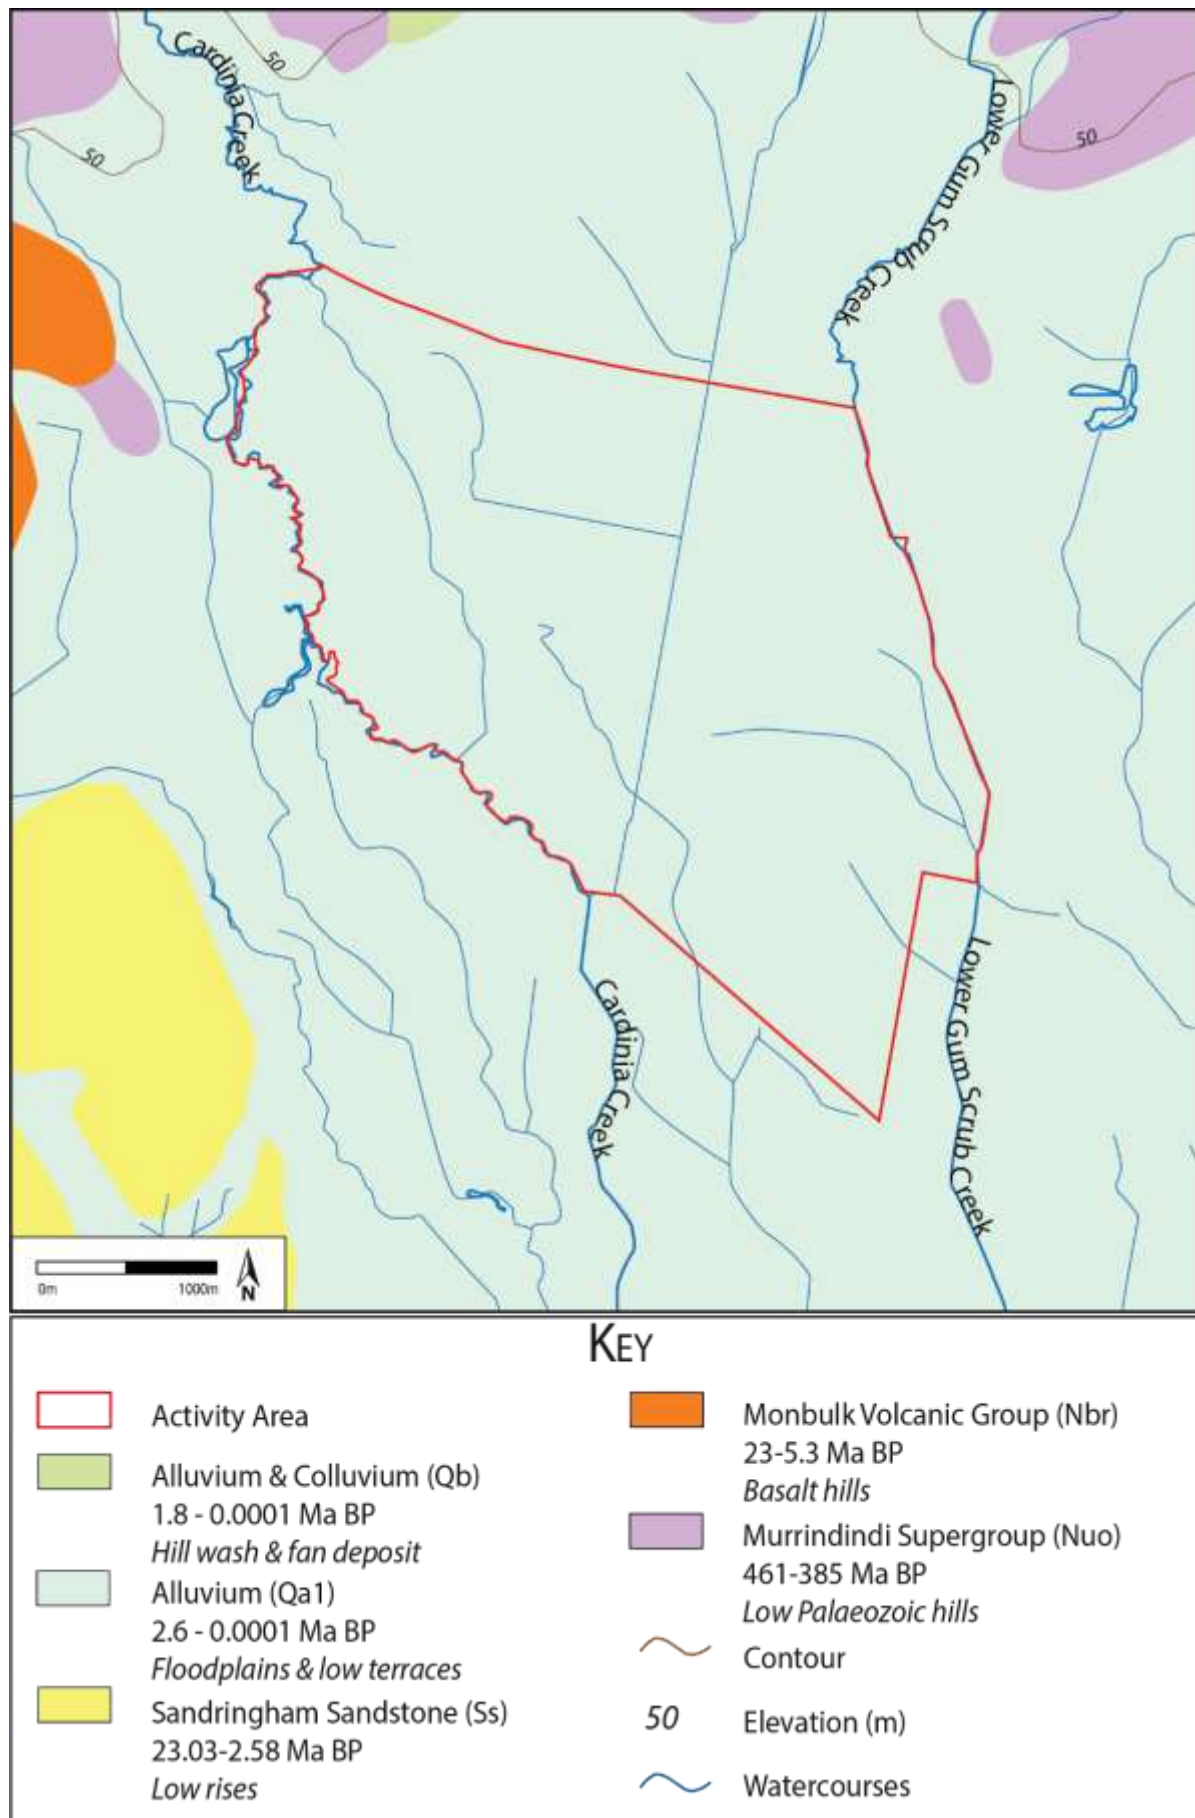 Cardinia Creek
50
50
Lower Gum Scrub Creek
50
Cardinia Creek
Lower Gum Scrub Creek
0m 1000m
N
KEY
Activity Area
Alluvium & Colluvium (Qb)
1.8 - 0.0001 Ma BP
Hill wash & fan deposit
Alluvium (Qa1)
2.6 - 0.0001 Ma BP
Floodplains & low terraces
Sandringham Sandstone (Ss)
23.03-2.58 Ma BP
Low rises
Monbulk Volcanic Group (Nbr)
23-5.3 Ma BP
Basalt hills
Murrindindi Supergroup (Nuo)
461-385 Ma BP
Low Palaeozoic hills
Contour
50 Elevation (m)
Watercourses